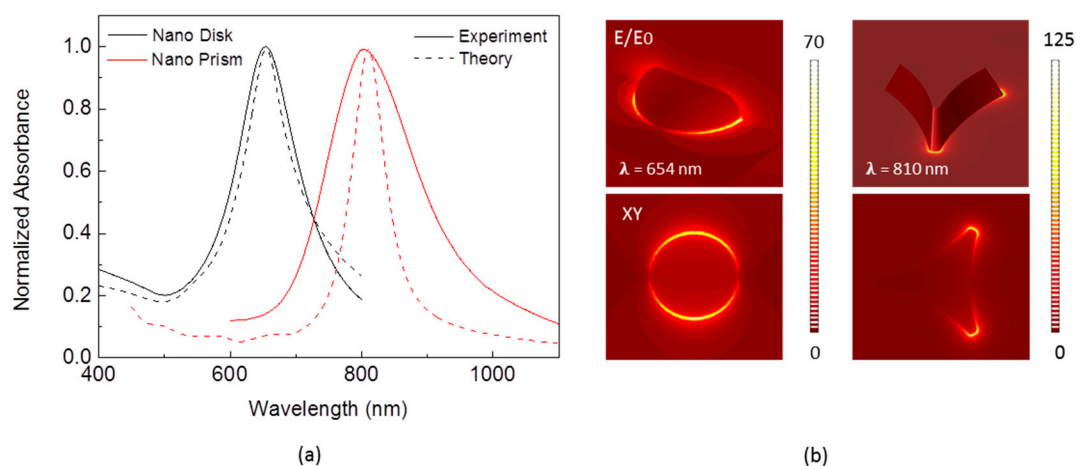 Nano Disk
Nano Prism
Experiment
Theory
1.0
0.8
0.6
0.4
0.2
0.0
Normalized Absorbance
400 600 800 1000
Wavelength (nm)
(a)
E/E0
λ = 654 nm
70
0
λ = 810 nm
125
0
XY
(b)